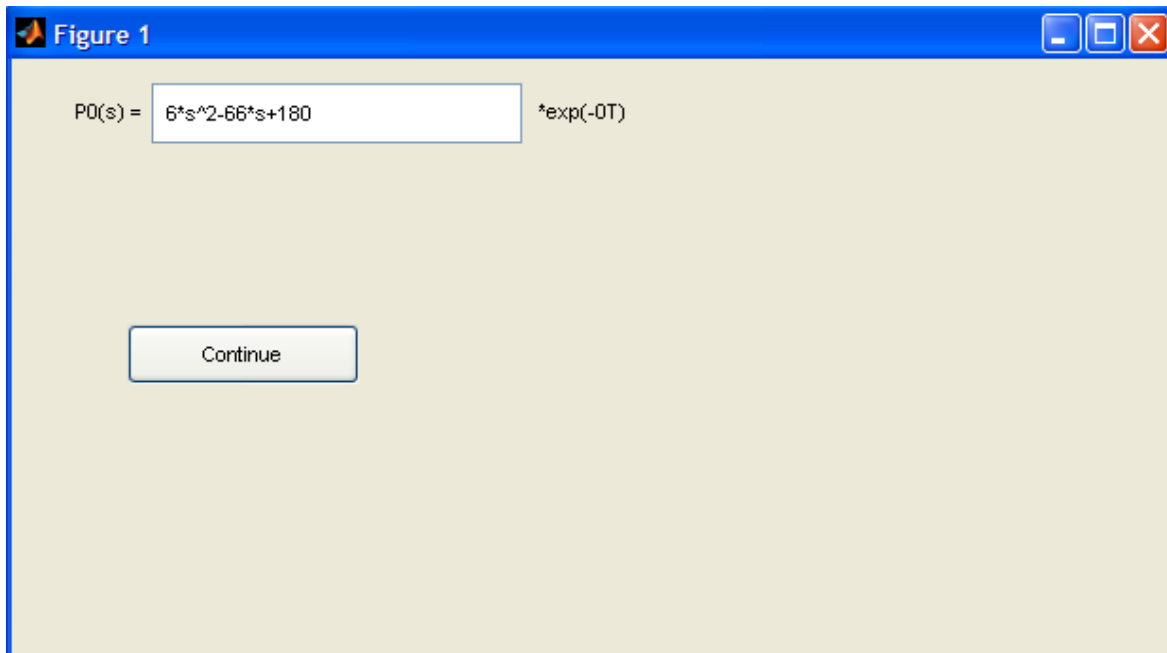 Figure 1
P0(s) = 6*s^2-66*s+180 *exp(-0T)
Continue